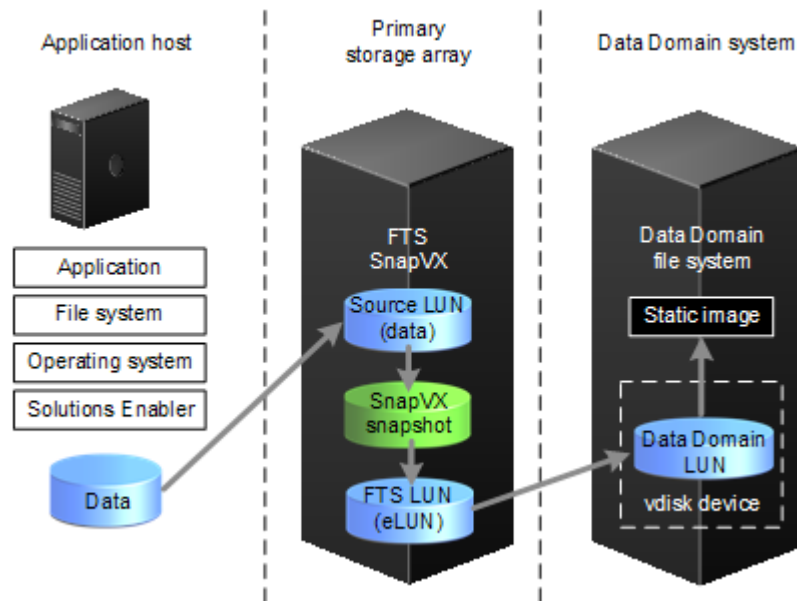 Application host
Primary
storage array
Data Domain system
Application
File system
Operating system
Solutions Enabler
Data
FTS
SnapVX
Source LUN
(data)
SnapVX
snapshot
FTS LUN
(eLUN)
Data Domain
file system
Static image
Data Domain
LUN
vdisk device